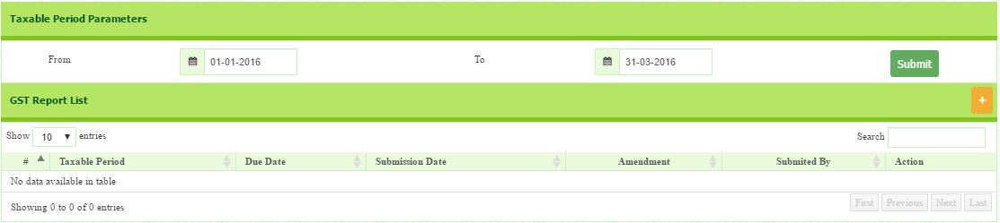 Taxable Period Parameters
From 01-01-2016 To 31-03-2016 Submit
GST Report List +
Show 10 entries Search
# Taxable Period Due Date Submission Date Amendment Submited By Action
No data available in table
Showing 0 to 0 of 0 entries First Previous Next Last